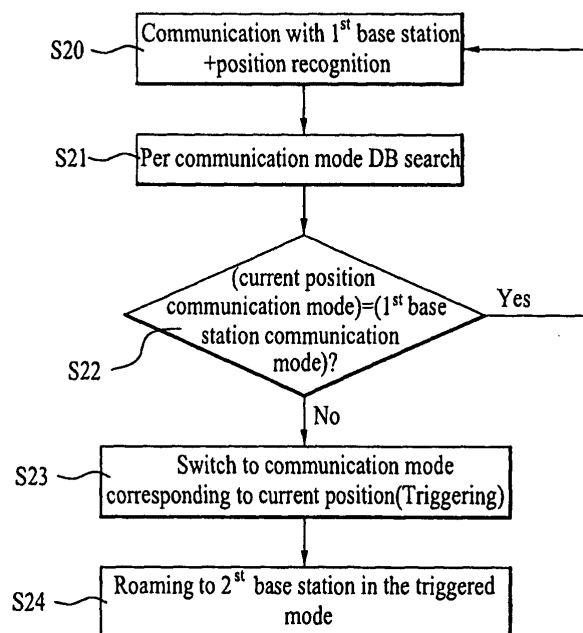 S20
Communication with 1st base station
+position recognition
S21
Per communication mode DB search
(current position
communication mode)=(1st base
station communication
mode)?
Yes
S22
No
S23
Switch to communication mode
corresponding to current position(Triggering)
S24
Roaming to 2st base station in the triggered
mode